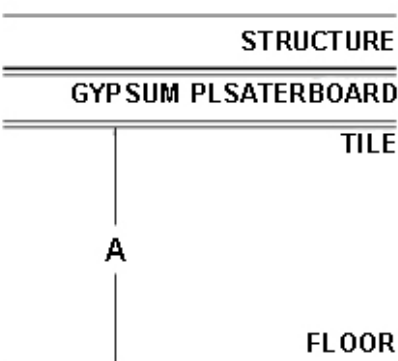 STRUCTURE
GYPSUM PLSATERBOARD
TILE
A
FLOOR